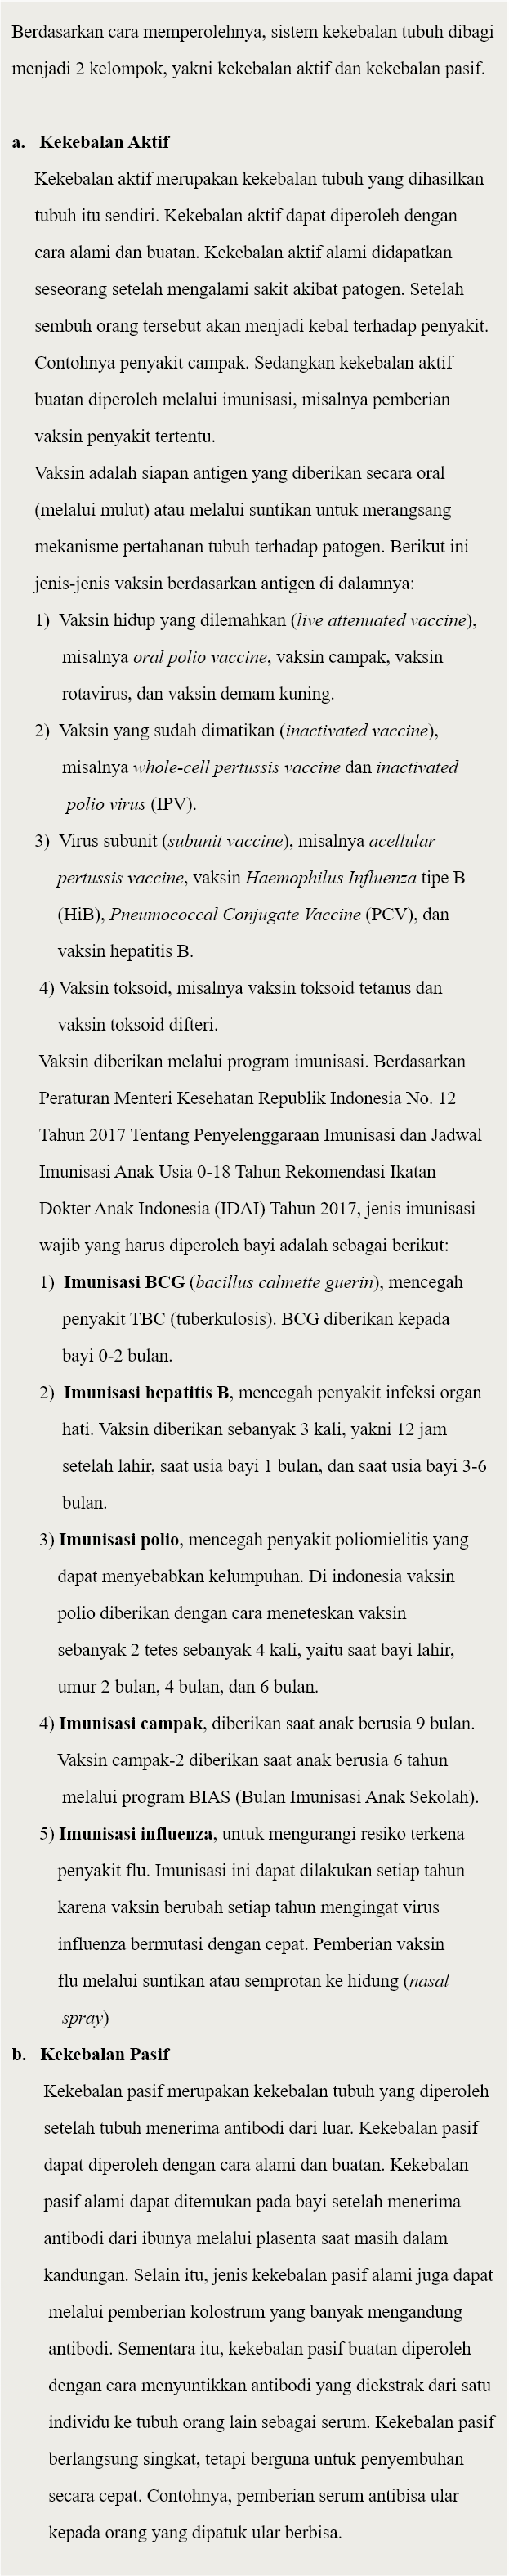 Berdasarkan cara memperolehnya, sistem kekebalan tubuh dibagi
menjadi 2 kelompok, yakni kekebalan aktif dan kekebalan pasif.
a. Kekebalan Aktif
Kekebalan aktif merupakan kekebalan tubuh yang dihasilkan
tubuh itu sendiri. Kekebalan aktif dapat diperoleh dengan
cara alami dan buatan. Kekebalan aktif alami didapatkan
seseorang setelah mengalami sakit akibat patogen. Setelah
sembuh orang tersebut akan menjadi kebal terhadap penyakit.
Contohnya penyakit campak. Sedangkan kekebalan aktif
buatan diperoleh melalui imunisasi, misalnya pemberian
vaksin penyakit tertentu.
Vaksin adalah siapan antigen yang diberikan secara oral
(melalui mulut) atau melalui suntikan untuk merangsang
mekanisme pertahanan tubuh terhadap patogen. Berikut ini
jenis-jenis vaksin berdasarkan antigen di dalamnya:
1) Vaksin hidup yang dilemahkan (live attenuated vaccine),
misalnya oral polio vaccine, vaksin campak, vaksin
rotavirus, dan vaksin demam kuning.
2) Vaksin yang sudah dimatikan (inactivated vaccine),
misalnya whole-cell pertussis vaccine dan inactivated
polio virus (IPV).
3) Virus subunit (subunit vaccine), misalnya acellular
pertussis vaccine, vaksin Haemophilus Influenza tipe B
(HiB), Pneumococcal Conjugate Vaccine (PCV), dan
vaksin hepatitis B.
4) Vaksin toksoid, misalnya vaksin toksoid tetanus dan
vaksin toksoid difteri.
Vaksin diberikan melalui program imunisasi. Berdasarkan
Peraturan Menteri Kesehatan Republik Indonesia No. 12
Tahun 2017 Tentang Penyelenggaraan Imunisasi dan Jadwal
Imunisasi Anak Usia 0-18 Tahun Rekomendasi Ikatan
Dokter Anak Indonesia (IDAI) Tahun 2017, jenis imunisasi
wajib yang harus diperoleh bayi adalah sebagai berikut:
1) Imunisasi BCG (bacillus calmette guerin), mencegah
penyakit TBC (tuberkulosis). BCG diberikan kepada
bayi 0-2 bulan.
2) Imunisasi hepatitis B, mencegah penyakit infeksi organ
hati. Vaksin diberikan sebanyak 3 kali, yakni 12 jam
setelah lahir, saat usia bayi 1 bulan, dan saat usia bayi 3-6
bulan.
3) Imunisasi polio, mencegah penyakit poliomielitis yang
dapat menyebabkan kelumpuhan. Di indonesia vaksin
polio diberikan dengan cara meneteskan vaksin
sebanyak 2 tetes sebanyak 4 kali, yaitu saat bayi lahir,
umur 2 bulan, 4 bulan, dan 6 bulan.
4) Imunisasi campak, diberikan saat anak berusia 9 bulan.
Vaksin campak-2 diberikan saat anak berusia 6 tahun
melalui program BIAS (Bulan Imunisasi Anak Sekolah).
5) Imunisasi influenza, untuk mengurangi resiko terkena
penyakit flu. Imunisasi ini dapat dilakukan setiap tahun
karena vaksin berubah setiap tahun mengingat virus
influenza bermutasi dengan cepat. Pemberian vaksin
flu melalui suntikan atau semprotan ke hidung (nasal
spray)
b. Kekebalan Pasif
Kekebalan pasif merupakan kekebalan tubuh yang diperoleh
setelah tubuh menerima antibodi dari luar. Kekebalan pasif
dapat diperoleh dengan cara alami dan buatan. Kekebalan
pasif alami dapat ditemukan pada bayi setelah menerima
antibodi dari ibunya melalui plasenta saat masih dalam
kandungan. Selain itu, jenis kekebalan pasif alami juga dapat
melalui pemberian kolostrum yang banyak mengandung
antibodi. Sementara itu, kekebalan pasif buatan diperoleh
dengan cara menyuntikkan antibodi yang diekstrak dari satu
individu ke tubuh orang lain sebagai serum. Kekebalan pasif
berlangsung singkat, tetapi berguna untuk penyembuhan
secara cepat. Contohnya, pemberian serum antibisa ular
kepada orang yang dipatuk ular berbisa.